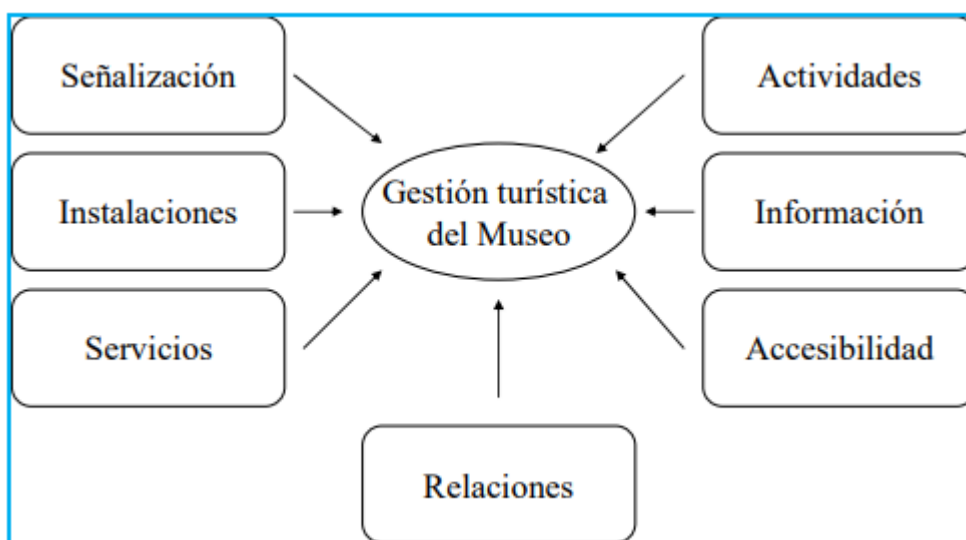 Señalización
Actividades
Gestión turística
del Museo
Instalaciones
Información
Servicios
Accesibilidad
Relaciones